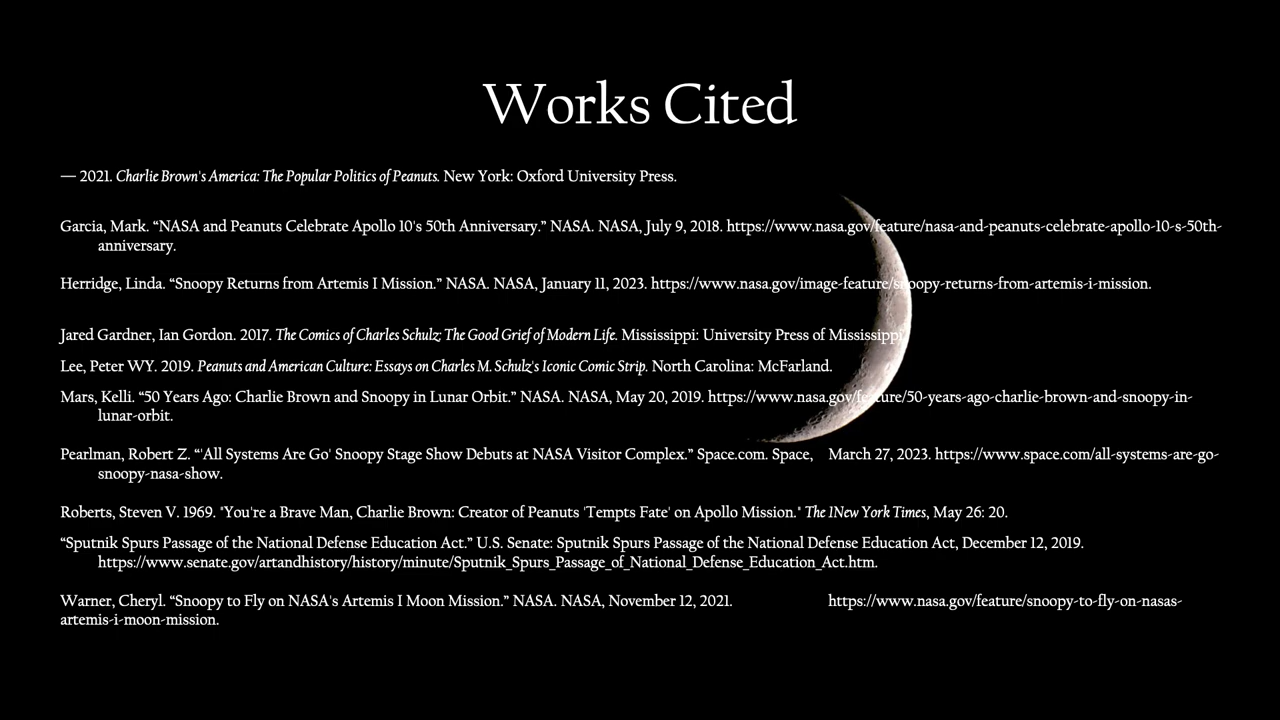 Works Cited
— 2021. Charlie Brown's America: The Popular Politics of Peanuts. New York: Oxford University Press.
Garcia, Mark. “NASA and Peanuts Celebrate Apollo 10's 50th Anniversary.” NASA. NASA, July 9, 2018. https://www.nasa.gov/feature/nasa-and-peanuts-celebrate-apollo-10-s-50th-
anniversary.
Herridge, Linda. “Snoopy Returns from Artemis I Mission.” NASA. NASA, January 11, 2023. https://www.nasa.gov/image-feature/snoopy-returns-from-artemis-i-mission.
Jared Gardner, Ian Gordon. 2017. The Comics of Charles Schulz; The Good Grief of Modern Life. Mississippi: University Press of Mississippi.
Lee, Peter WY. 2019. Peanuts and American Culture: Essays on Charles M. Schulz's Iconic Comic Strip. North Carolina: McFarland.
Mars, Kelli. “50 Years Ago: Charlie Brown and Snoopy in Lunar Orbit.” NASA. NASA, May 20, 2019. https://www.nasa.gov/feature/50-years-ago-charlie-brown-and-snoopy-in-
lunar-orbit.
Pearlman, Robert Z. “'All Systems Are Go' Snoopy Stage Show Debuts at NASA Visitor Complex.” Space.com. Space, March 27, 2023. https://www.space.com/all-systems-are-go-
snoopy-nasa-show.
Roberts, Steven V. 1969. "You're a Brave Man, Charlie Brown: Creator of Peanuts 'Tempts Fate' on Apollo Mission." The 1New York Times, May 26: 20.
“Sputnik Spurs Passage of the National Defense Education Act.” U.S. Senate: Sputnik Spurs Passage of the National Defense Education Act, December 12, 2019.
https://www.senate.gov/artandhistory/history/minute/Sputnik_Spurs_Passage_of_National_Defense_Education_Act.htm.
Warner, Cheryl. “Snoopy to Fly on NASA's Artemis I Moon Mission.” NASA. NASA, November 12, 2021. https://www.nasa.gov/feature/snoopy-to-fly-on-nasas-
artemis-i-moon-mission.